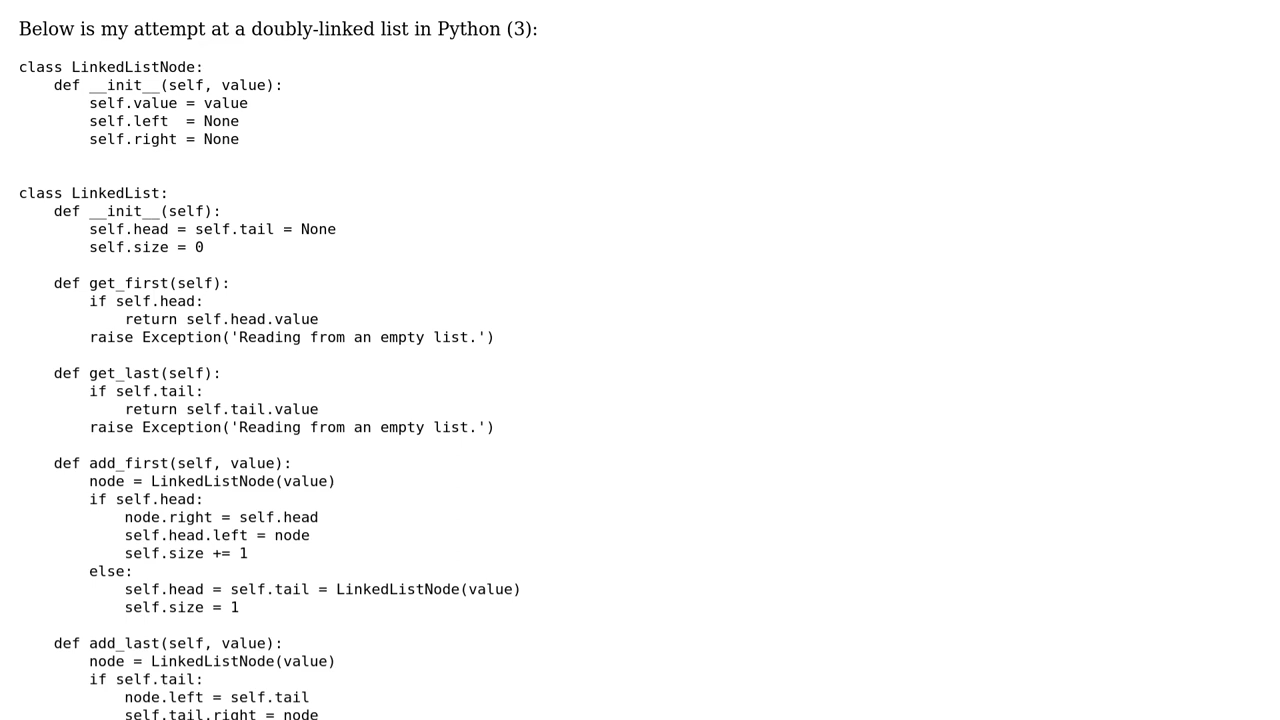 Below is my attempt at a doubly-linked list in Python (3):
class LinkedListNode:
    def __init__(self, value):
        self.value = value
        self.left  = None
        self.right = None
class LinkedList:
    def __init__(self):
        self.head = self.tail = None
        self.size = 0
    def get_first(self):
        if self.head:
            return self.head.value
        raise Exception('Reading from an empty list.')
    def get_last(self):
        if self.tail:
            return self.tail.value
        raise Exception('Reading from an empty list.')
    def add_first(self, value):
        node = LinkedListNode(value)
        if self.head:
            node.right = self.head
            self.head.left = node
            self.size += 1
        else:
            self.head = self.tail = LinkedListNode(value)
            self.size = 1
    def add_last(self, value):
        node = LinkedListNode(value)
        if self.tail:
            node.left = self.tail
            self.tail.right = node